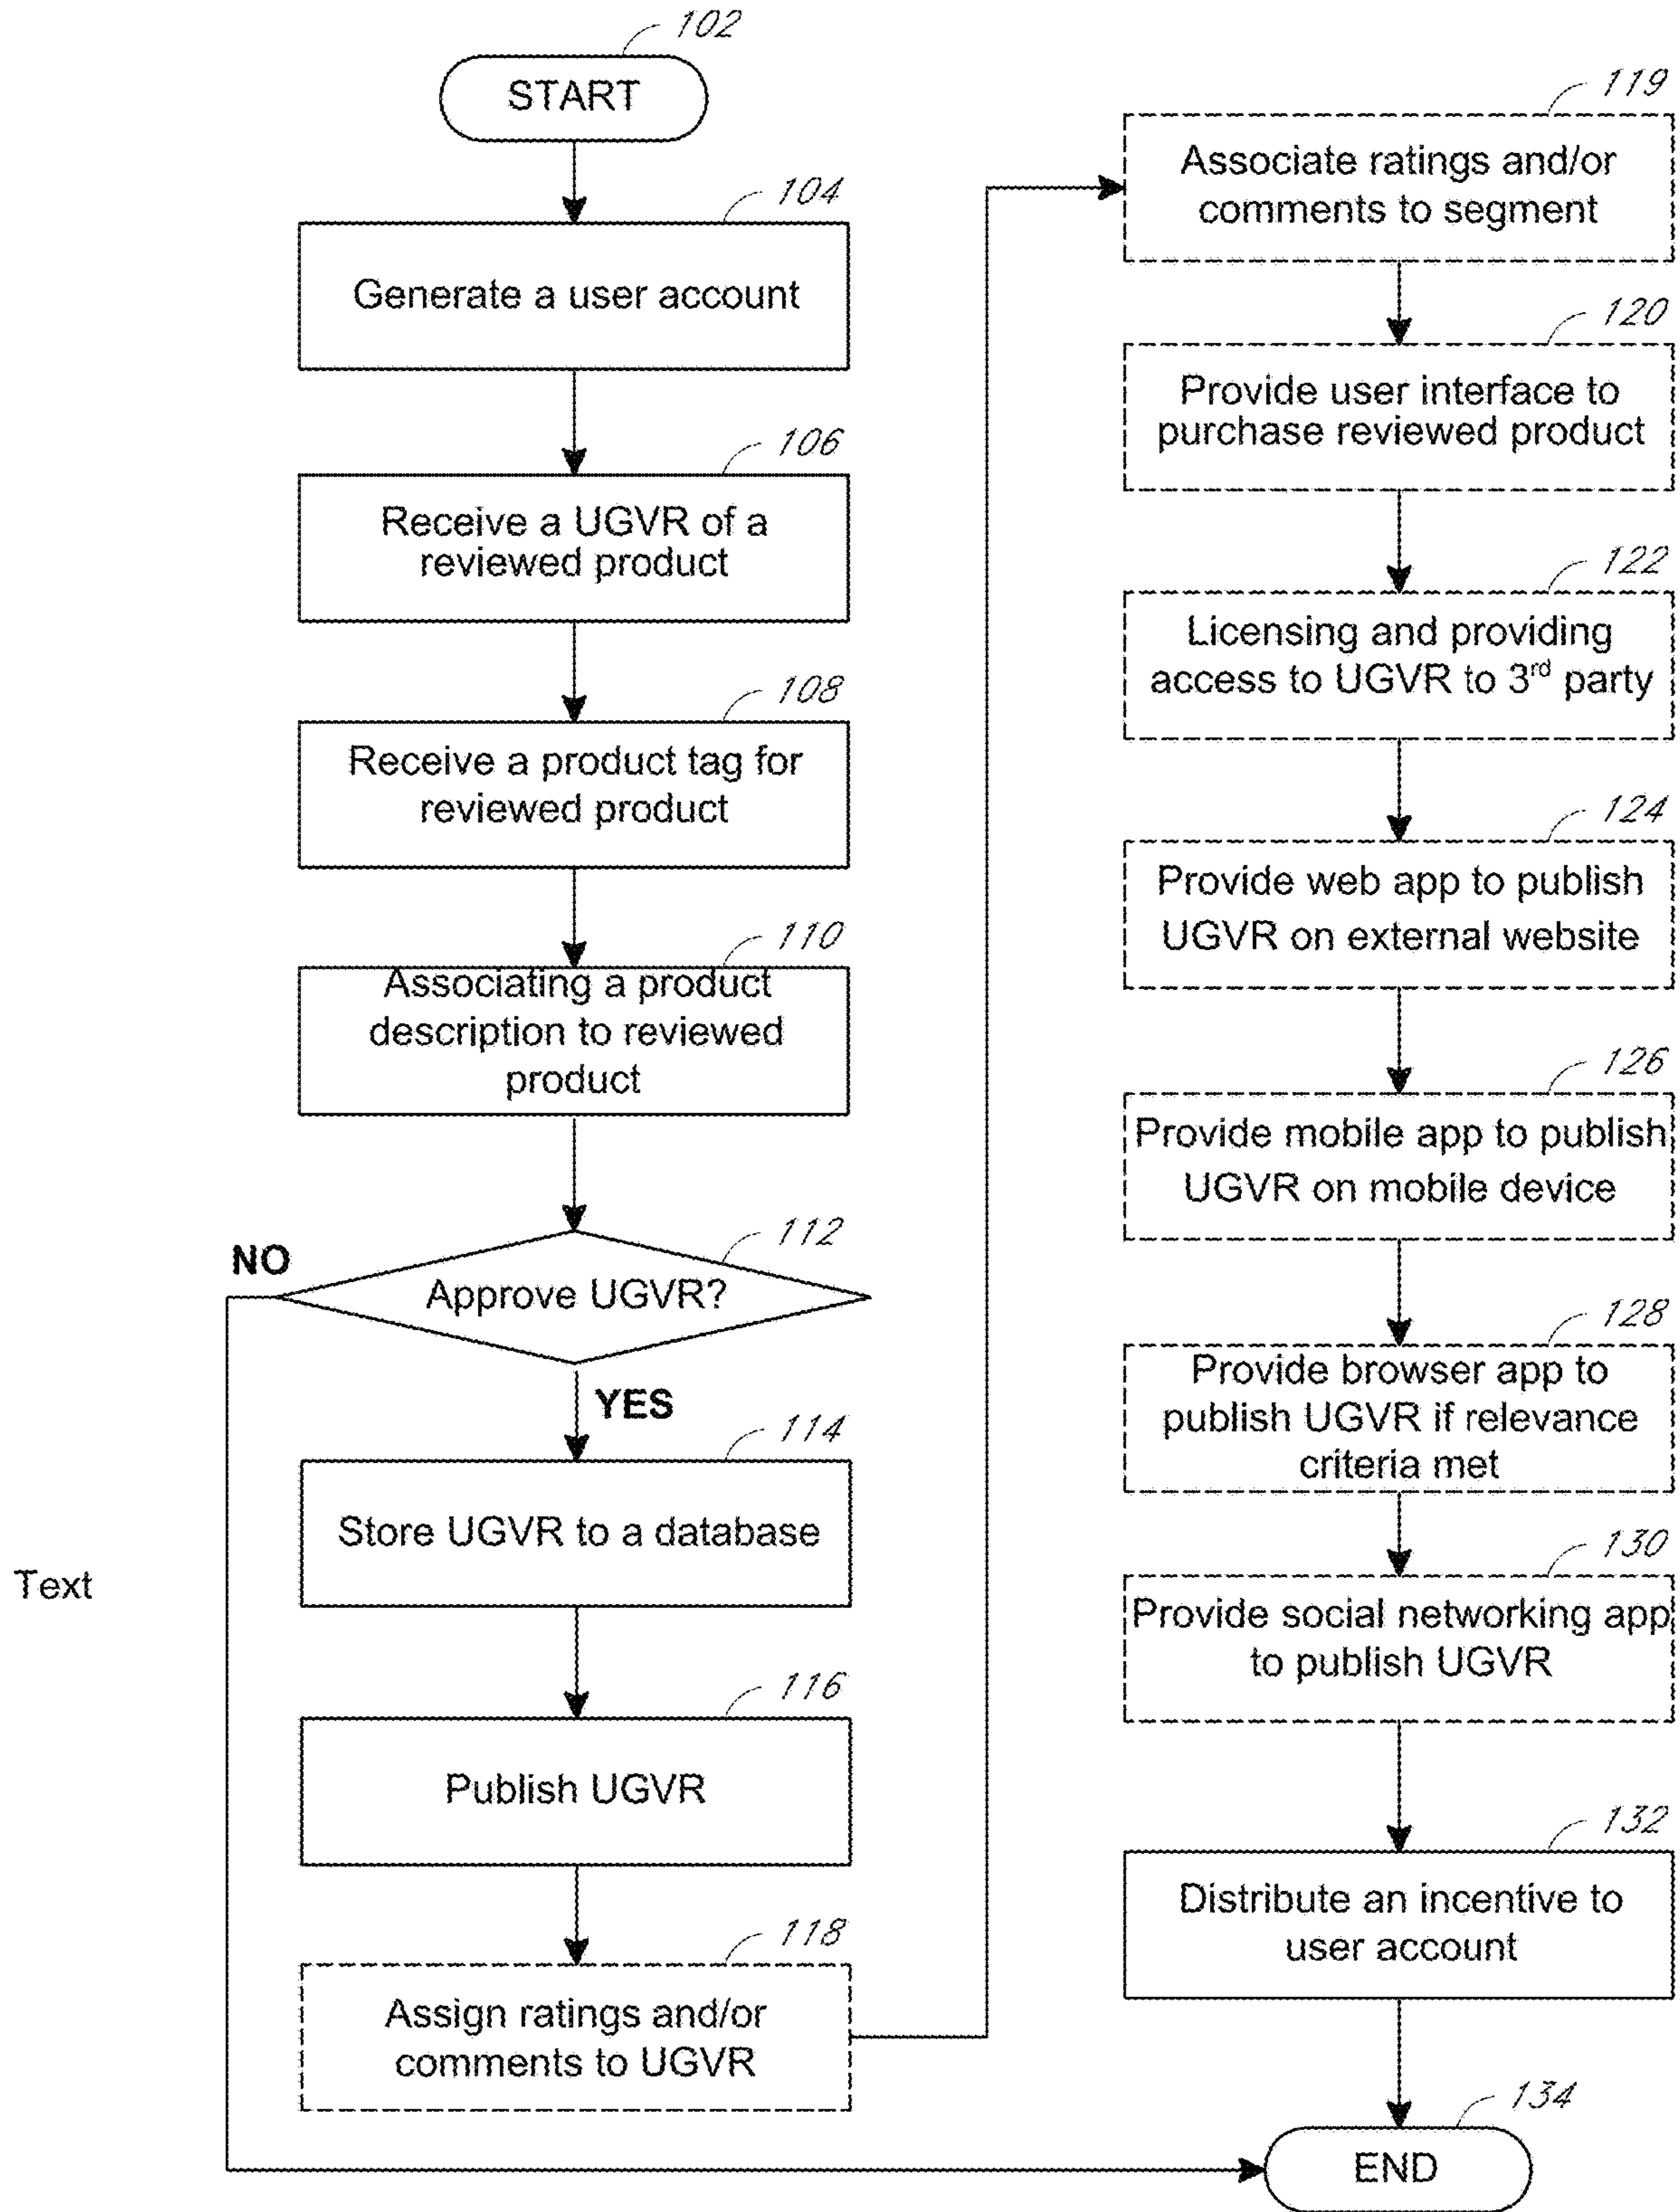 102
START
104
Generate a user account
106
Receive a UGVR of a
reviewed product
108
Receive a product tag for
reviewed product
110
Associating a product
description to reviewed
product
112
NO
Approve UGVR?
YES
114
Store UGVR to a database
Text
116
Publish UGVR
118
Assign ratings and/or
comments to UGVR
119
Associate ratings and/or
comments to segment
120
Provide user interface to
purchase reviewed product
122
Licensing and providing
access to UGVR to 3rd party
124
Provide web app to publish
UGVR on external website
126
Provide mobile app to publish
UGVR on mobile device
128
Provide browser app to
publish UGVR if relevance
criteria met
130
Provide social networking app
to publish UGVR
132
Distribute an incentive to
user account
134
END